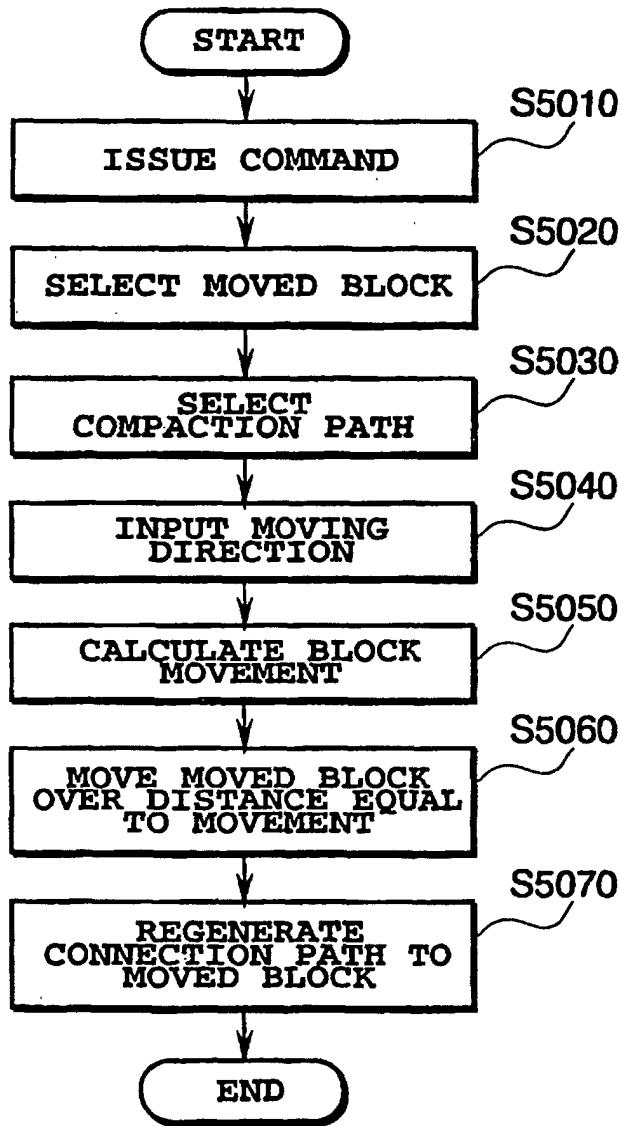 START
S5010
ISSUE COMMAND
S5020
SELECT MOVED BLOCK
S5030
SELECT
COMPACTION PATH
S5040
INPUT MOVING
DIRECTION
S5050
CALCULATE BLOCK
MOVEMENT
S5060
MOVE MOVED BLOCK
OVER DISTANCE EQUAL
TO MOVEMENT
S5070
REGENERATE
CONNECTION PATH TO
MOVED BLOCK
END